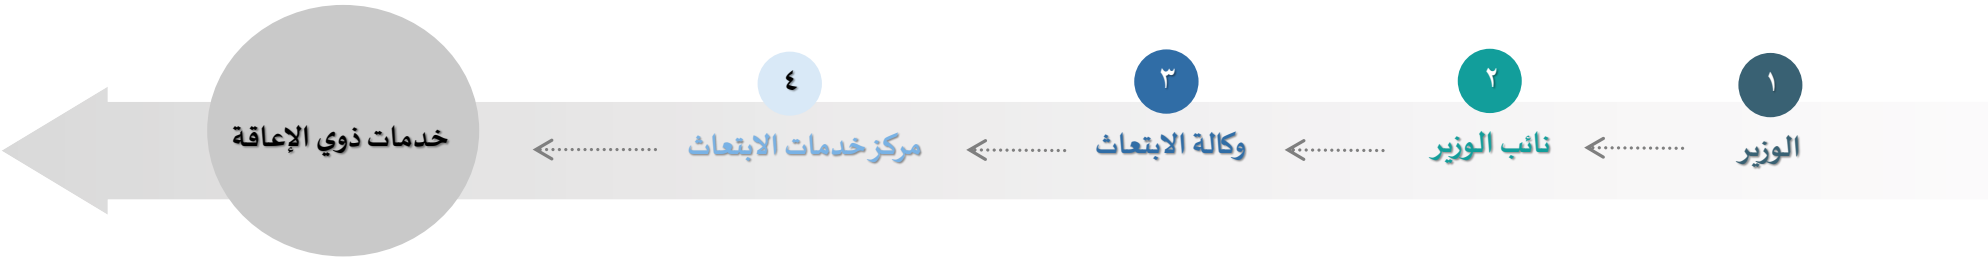 ١
الوزير
٢
نائب الوزير
٣
وكالة الابتعاث
٤
مركز خدمات الابتعاث
خدمات ذوي الإعاقة